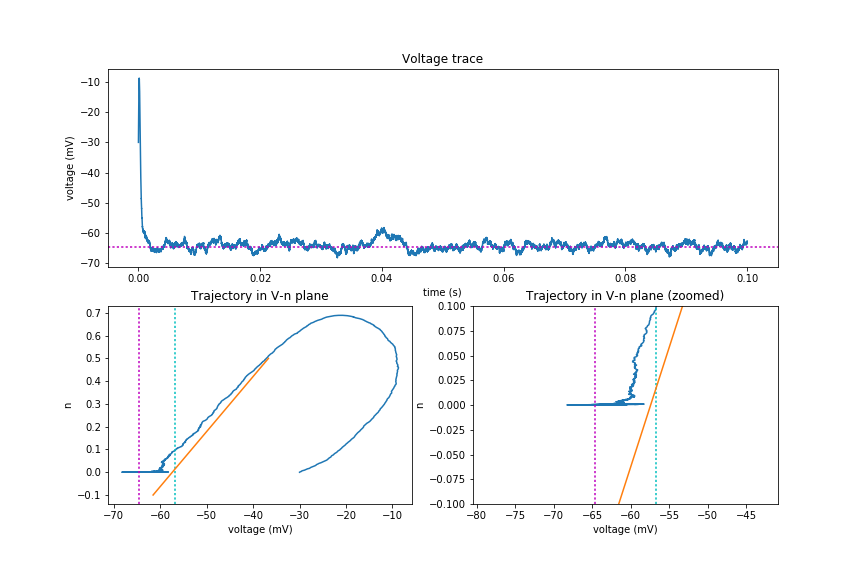 Voltage trace
voltage (mV)
−10
−20
−30
−40
−50
−60
−70
0.00 0.02 0.04 0.06 0.08 0.10
time (s)
Trajectory in V-n plane
n
0.7
0.6
0.5
0.4
0.3
0.2
0.1
0.0
−0.1
−70 −60 −50 −40 −30 −20 −10
voltage (mV)
Trajectory in V-n plane (zoomed)
n
0.100
0.075
0.050
0.025
0.000
−0.025
−0.050
−0.075
−0.100
−80 −75 −70 −65 −60 −55 −50 −45
voltage (mV)